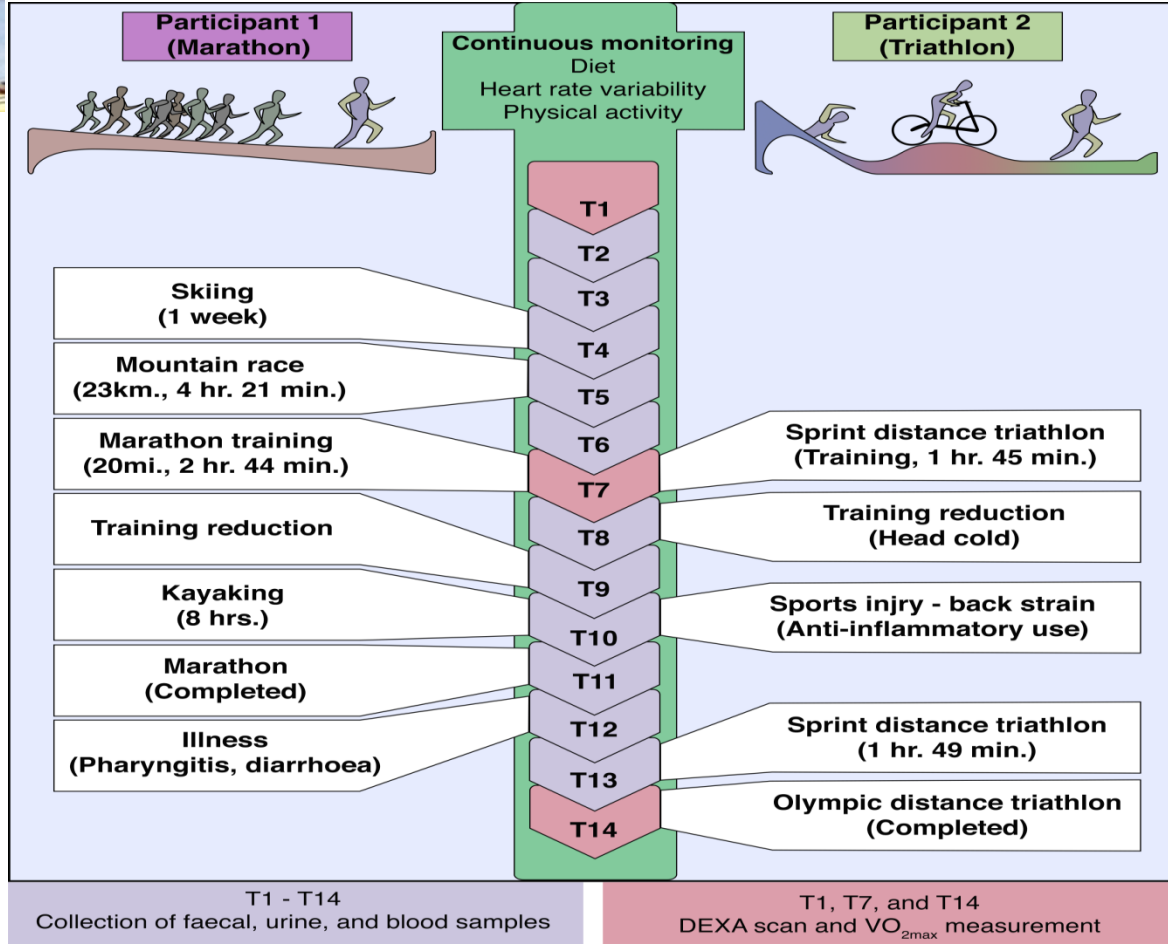 Participant 1
(Marathon)
Continuous monitoring
Diet
Heart rate variability
Physical activity
Participant 2
(Triathlon)
T1
T2
T3
T4
T5
T6
T7
T8
T9
T10
T11
T12
T13
T14
Skiing
(1 week)
Mountain race
(23km., 4 hr. 21 min.)
Marathon training
(20mi., 2 hr. 44 min.)
Training reduction
Kayaking
(8 hrs.)
Marathon
(Completed)
Illness
(Pharyngitis, diarrhoea)
Sprint distance triathlon
(Training, 1 hr. 45 min.)
Training reduction
(Head cold)
Sports injry - back strain
(Anti-inflammatory use)
Sprint distance triathlon
(1 hr. 49 min.)
Olympic distance triathlon
(Completed)
T1 - T14
Collection of faecal, urine, and blood samples
T1, T7, and T14
DEXA scan and VO2max measurement